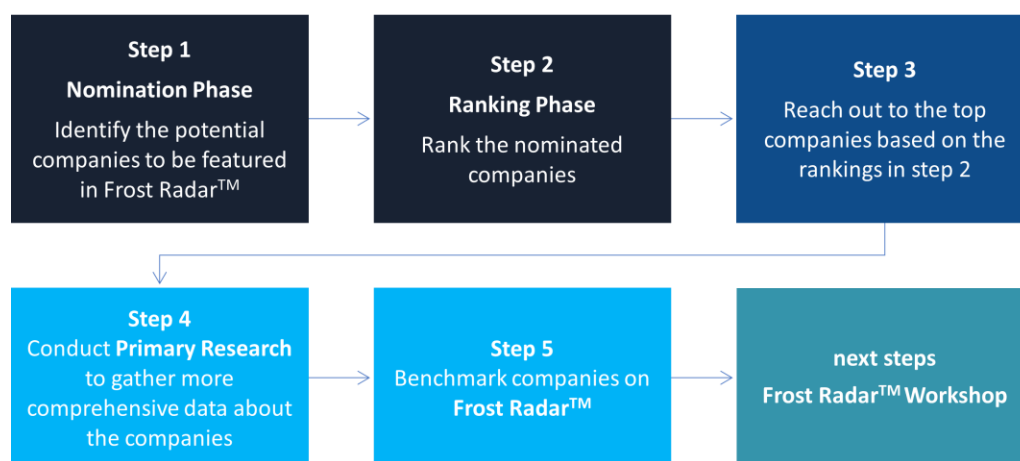 Step 1
Nomination Phase
Identify the potential
companies to be featured
in Frost Radar™
Step 2
Ranking Phase
Rank the nominated
companies
Step 3
Reach out to the top
companies based on the
rankings in step 2
Step 4
Conduct Primary Research
to gather more
comprehensive data about
the companies
Step 5
Benchmark companies on
Frost Radar™
next steps
Frost Radar™ Workshop